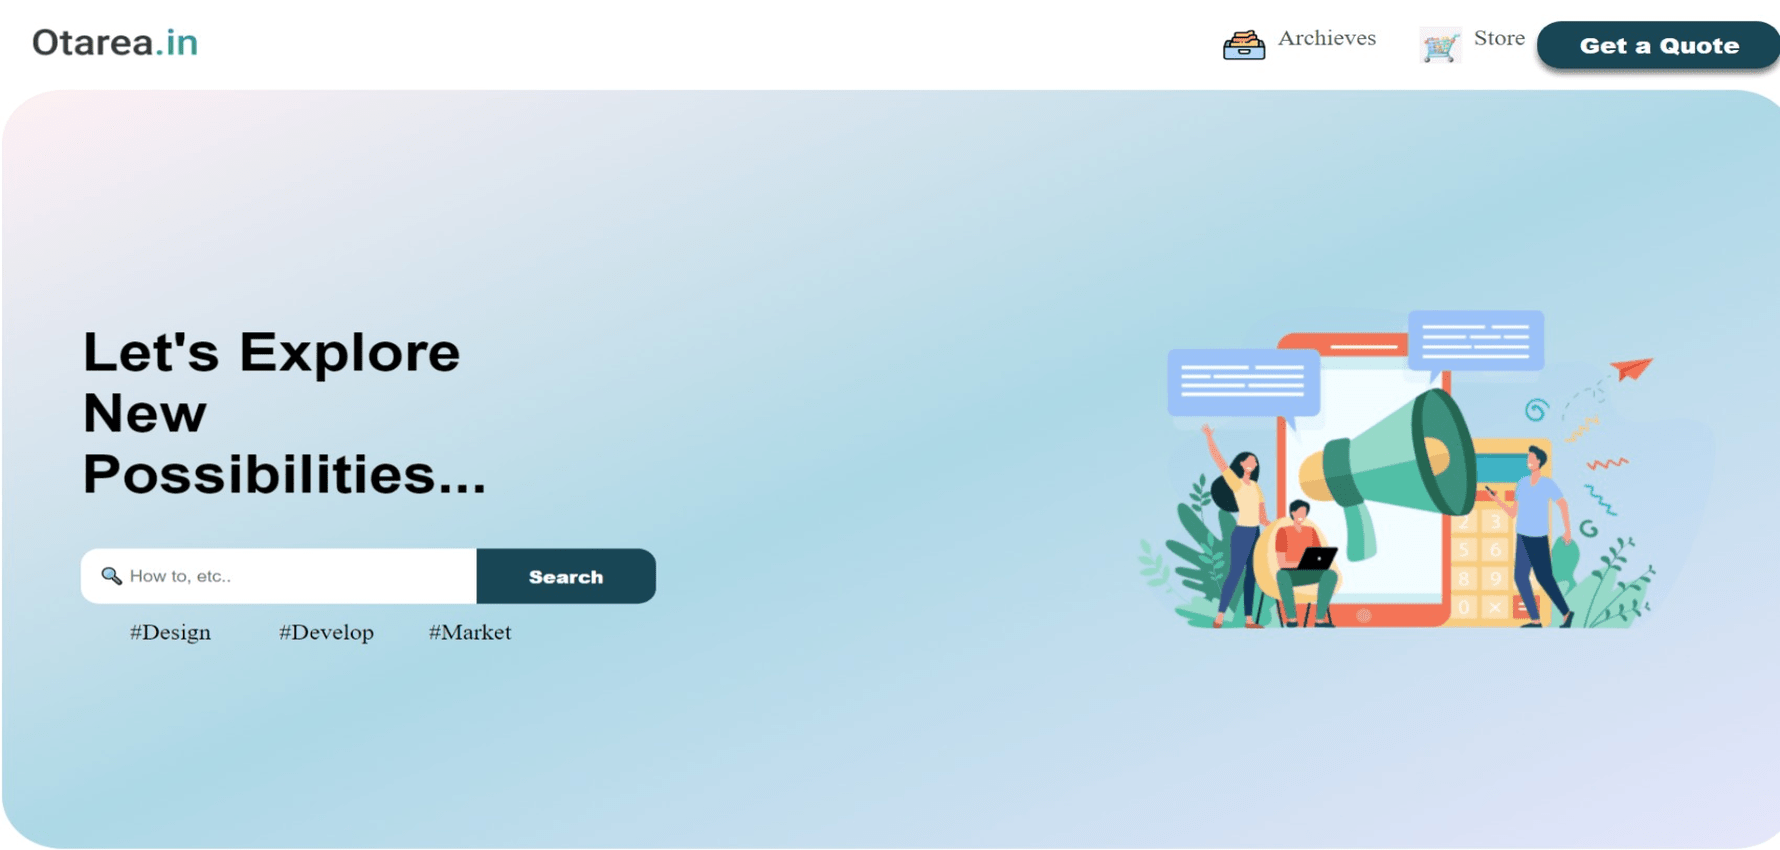 Otarea.in
Archieves
Store
Get a Quote
Let's Explore
New
Possibilities...
How to, etc..
Search
#Design
#Develop
#Market
2 3
5 6
8 9
0 × =